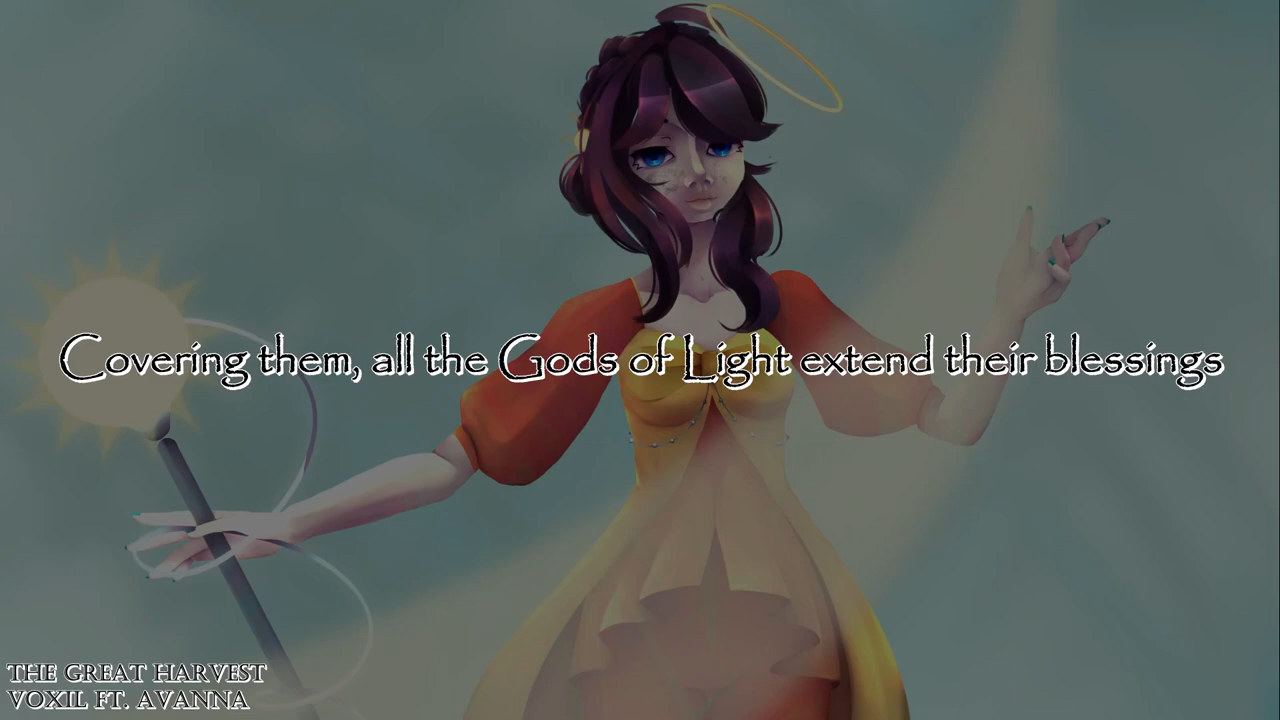 Covering them, all the Gods of Light extend their blessings
THE GREAT HARVEST
VOXIL FT. AVANNA